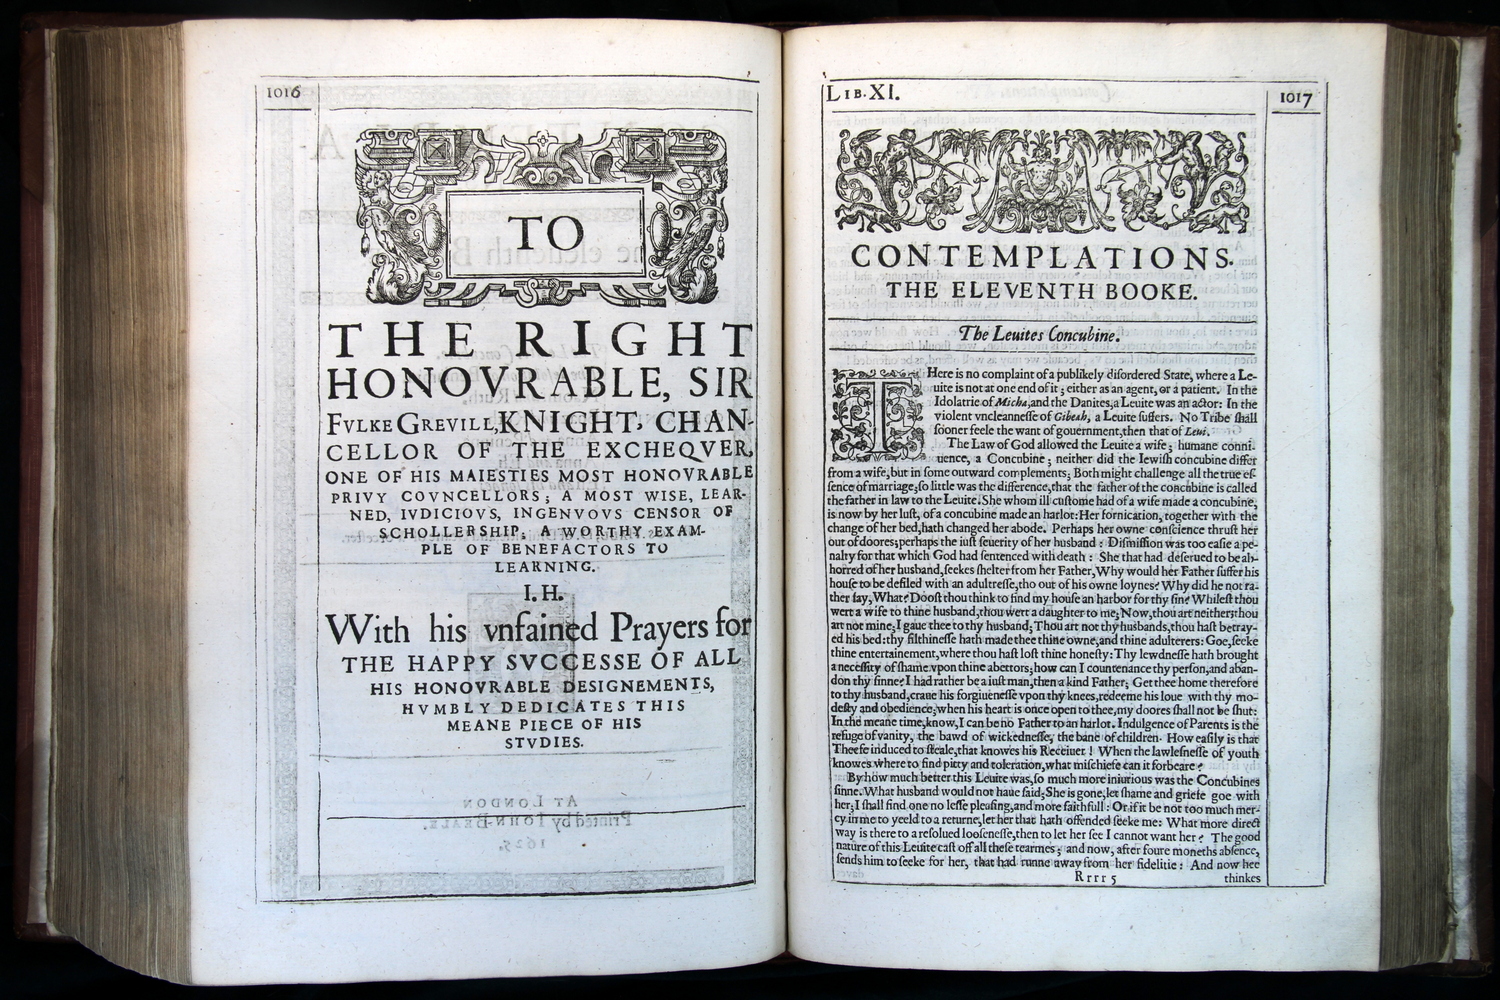 1016
TO
THE RIGHT
HONOVRABLE, SIR
FVLKE GREVILL, KNIGHT, CHAN-
CELLOR OF THE EXCHEQVER,
ONE OF HIS MAIESTIES MOST HONOVRABLE
PRIVY COVNCELLORS; A MOST WISE, LEAR-
NED, IVDICIOVS, INGENVOVS CENSOR OF
SCHOLLERSHIP, A WORTHY EXAM-
PLE OF BENEFACTORS TO
LEARNING.
I. H.
With his vnfained Prayers for
THE HAPPY SVCCESSE OF ALL
HIS HONOVRABLE DESIGNEMENTS,
HVMBLY DEDICATES THIS
MEANE PIECE OF HIS
STVDIES.
LIB. XI.
1017
CONTEMPLATIONS.
THE ELEVENTH BOOKE.
The Leuites Concubine.
THere is no complaint of a publikely disordered State, where a Le-
uite is not at one end of it; either as an agent, or a patient. In the
Idolatrie of Micha, and the Danites, a Leuite was an actor: In the
violent vncleannesse of Gibeah, a Leuite suffers. No Tribe shall
sooner feele the want of gouernment, then that of Leui.
The Law of God allowed the Leuite a wife; humane conni-
uence, a Concubine; neither did the Iewish concubine differ
from a wife, but in some outward complements; Both might challenge all the true es-
sence of marriage; so little was the difference, that the father of the concubine is called
the father in law to the Leuite. She whom ill custome had of a wife made a concubine,
is now by her lust, of a concubine made an harlot: Her fornication, together with the
change of her bed, hath changed her abode. Perhaps her owne conscience thrust her
out of doores; perhaps the iust seuerity of her husband: Dismission was too easie a pe-
nalty for that which God had sentenced with death: She that had deserued to be ab-
horred of her husband, seekes shelter from her Father, Why would her Father suffer his
house to be defiled with an adultresse, tho out of his owne loynes? Why did he not ra-
ther say, What? Doost thou think to find my house an harbor for thy sin? Whilest thou
wert a wife to thine husband, thou wert a daughter to me; Now, thou art neither: thou
art not mine; I gaue thee to thy husband; Thou art not thy husbands, thou hast betray-
ed his bed: thy filthinesse hath made thee thine owne, and thine adulterers: Goe, seeke
thine entertainement, where thou hast lost thine honesty: Thy lewdnesse hath brought
a necessity of shame vpon thine abettors; how can I countenance thy person, and aban-
don thy sinne? I had rather be a iust man, then a kind Father; Get thee home therefore
to thy husband, craue his forgiuenesse vpon thy knees, redeeme his loue with thy mo-
desty and obedience; when his heart is once open to thee, my doores shall not be shut:
In the meane time, know, I can be no Father to an harlot. Indulgence of Parents is the
refuge of vanity, the bawd of wickednesse, the bane of children. How easily is that
Theefe induced to steale, that knowes his Receiuer! When the lawlesnesse of youth
knowes where to find pitty and toleration, what mischiefe can it forbeare?
By how much better this Leuite was, so much more iniurious was the Concubines
sinne. What husband would not haue said; She is gone, let shame and griefe goe with
her; I shall find one no lesse pleasing, and more faithfull: Or if it be not too much mer-
cy in me to yeeld to a returne, let her that hath offended seeke me: What more direct
way is there to a resolued loosenesse, then to let her see I cannot want her? The good
nature of this Leuite cast off all these tearmes; and now, after foure moneths absence,
sends him to seeke for her, that had runne away from her fidelitie: And now hee
Rrrr 5
thinkes